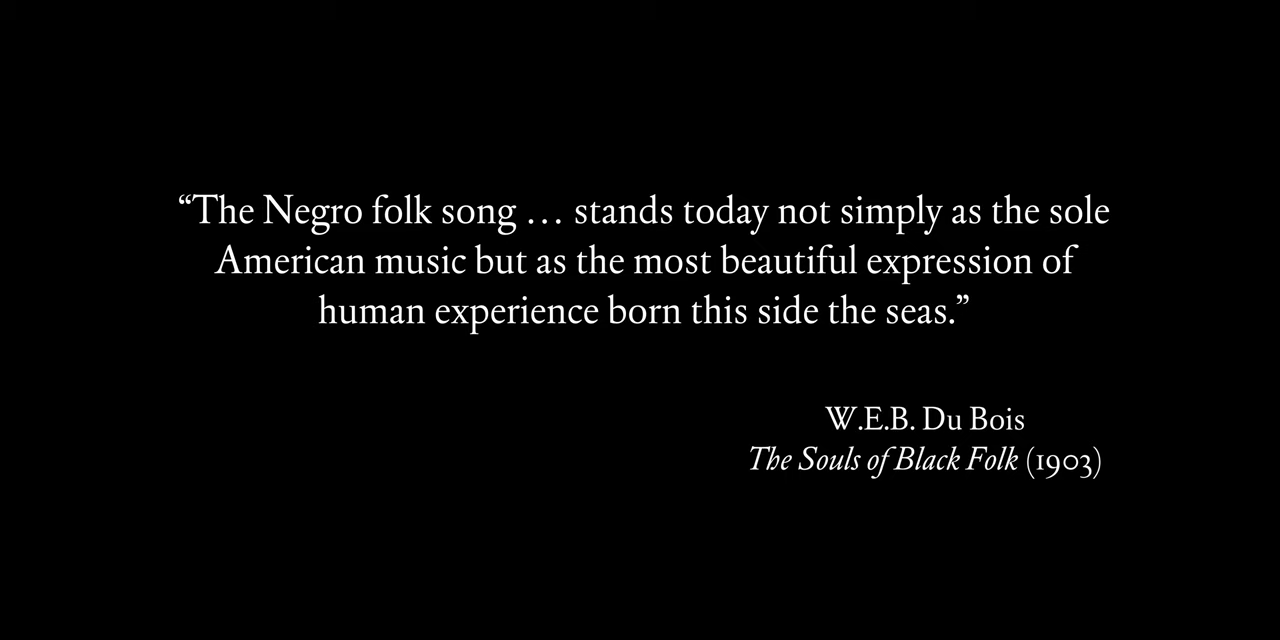 “The Negro folk song … stands today not simply as the sole
American music but as the most beautiful expression of
human experience born this side the seas.”
W.E.B. Du Bois
The Souls of Black Folk (1903)